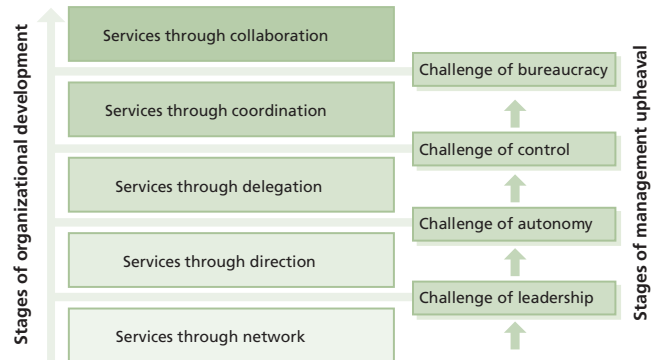 Stages of organizational development
Services through collaboration
Challenge of bureaucracy
Services through coordination
Challenge of control
Services through delegation
Challenge of autonomy
Services through direction
Challenge of leadership
Services through network
Stages of management upheaval